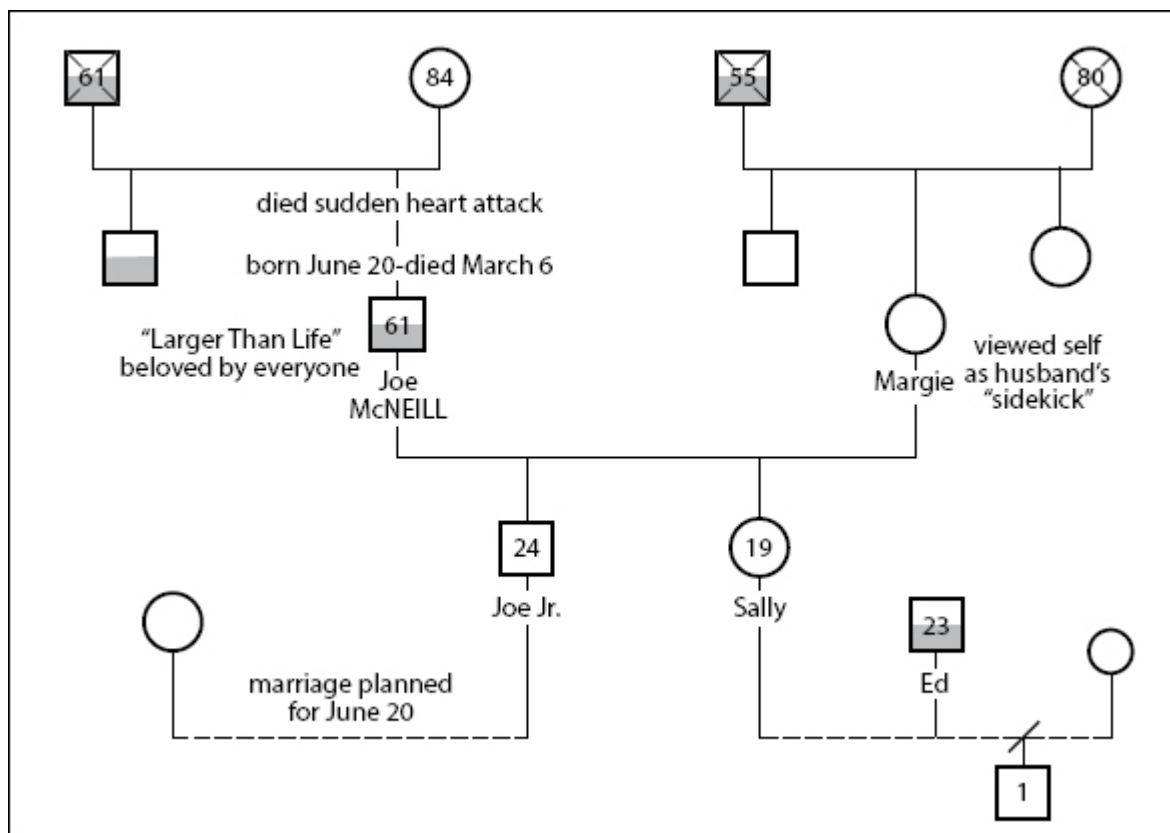 61
84
55
80
died sudden heart attack
born June 20-died March 6
61
“Larger Than Life”
beloved by everyone
Joe
McNEILL
Margie
viewed self
as husband’s
“sidekick”
24
19
Joe Jr.
Sally
23
Ed
marriage planned
for June 20
1